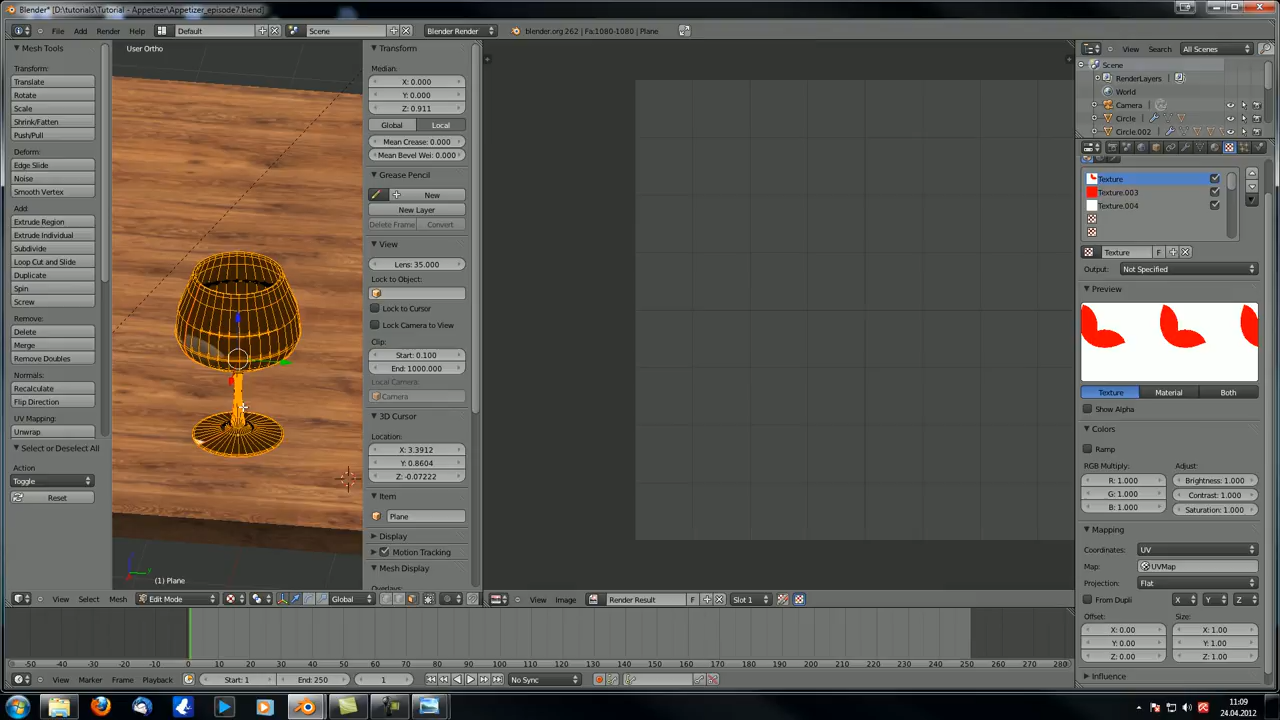 Blender* [D:\tutorials\Tutorial - Appetizer\Appetizer_episode7.blend]
File Add Render Help Default Scene Blender Render blender.org 262 | Fa:1080-1080 | Plane
Mesh Tools
Transform:
Translate
Rotate
Scale
Shrink/Fatten
Push/Pull
Deform:
Edge Slide
Noise
Smooth Vertex
Add:
Extrude Region
Extrude Individual
Subdivide
Loop Cut and Slide
Duplicate
Spin
Screw
Remove:
Delete
Merge
Remove Doubles
Normals:
Recalculate
Flip Direction
UV Mapping:
Unwrap
Select or Deselect All
Action
Toggle
Reset
User Ortho
(1) Plane
Transform
Median:
X: 0.000
Y: 0.000
Z: 0.911
Global Local
Mean Crease: 0.000
Mean Bevel Wei: 0.000
Grease Pencil
New
New Layer
Delete Frame Convert
View
Lens: 35.000
Lock to Object:
Lock to Cursor
Lock Camera to View
Clip:
Start: 0.100
End: 1000.000
Local Camera:
Camera
3D Cursor
Location:
X: 3.3912
Y: 0.8604
Z: -0.07222
Item
Plane
Display
Motion Tracking
Mesh Display
View Search All Scenes
Scene
RenderLayers
World
Camera
Circle
Circle.002
Texture
Texture.003
Texture.004
Texture F
Output: Not Specified
Preview
Texture Material Both
Show Alpha
Colors
Ramp
RGB Multiply: Adjust:
R: 1.000 Brightness: 1.000
G: 1.000 Contrast: 1.000
B: 1.000 Saturation: 1.000
Mapping
Coordinates: UV
Map: UVMap
Projection: Flat
From Dupli X Y Z
Offset: Size:
X: 0.00 X: 1.00
Y: 0.00 Y: 1.00
Z: 0.00 Z: 1.00
Influence
View Select Mesh Edit Mode Global View Image Render Result F Slot 1
-50 -40 -30 -20 -10 0 10 20 30 40 50 60 70 80 90 100 110 120 130 140 150 160 170 180 190 200 210 220 230 240 250 260 270 280
View Marker Frame Playback Start: 1 End: 250 1 No Sync
11:09
24.04.2012